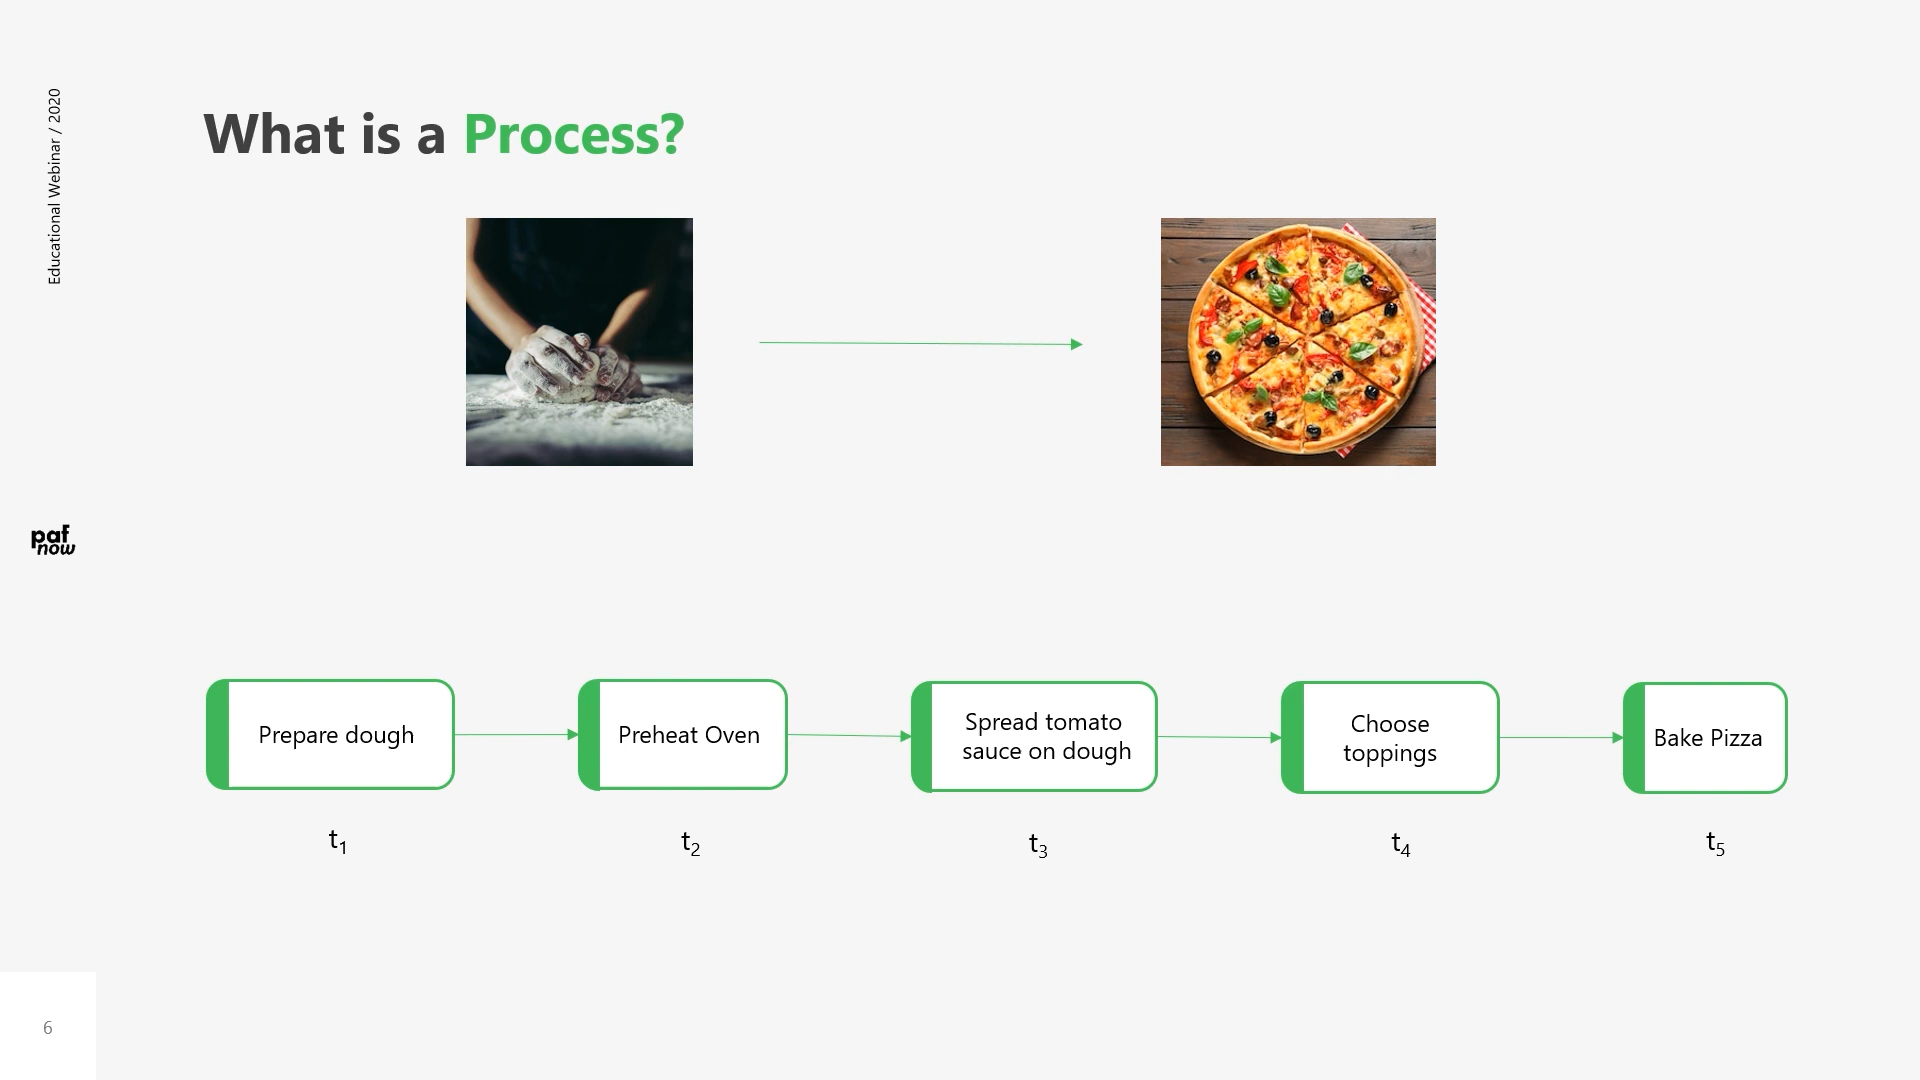 Educational Webinar / 2020
What is a Process?
paf
now
Prepare dough
Preheat Oven
Spread tomato
sauce on dough
Choose
toppings
Bake Pizza
t₁
t₂
t₃
t₄
t₅
6